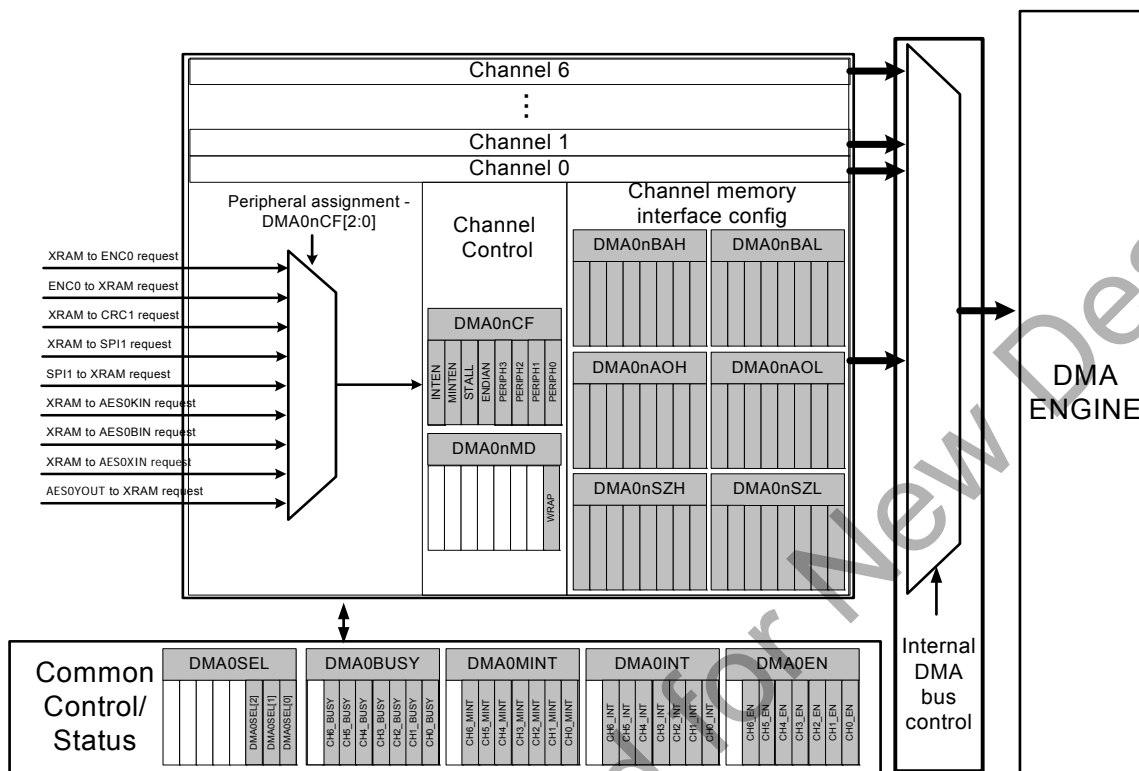 Channel 6
⋮
Channel 1
Channel 0
Peripheral assignment -
DMA0nCF[2:0]
XRAM to ENC0 request
ENC0 to XRAM request
XRAM to CRC1 request
XRAM to SPI1 request
SPI1 to XRAM request
XRAM to AES0KIN request
XRAM to AES0BIN request
XRAM to AES0XIN request
AES0YOUT to XRAM request
Channel
Control
DMA0nCF
INTEN
MINTEN
STALL
ENDIAN
PERIPH3
PERIPH2
PERIPH1
PERIPH0
DMA0nMD
WRAP
Channel memory
interface config
DMA0nBAH
DMA0nBAL
DMA0nAOH
DMA0nAOL
DMA0nSZH
DMA0nSZL
Internal
DMA
bus
control
DMA
ENGINE
Common
Control/
Status
DMA0SEL
DMA0SEL[2]
DMA0SEL[1]
DMA0SEL[0]
DMA0BUSY
CH6_BUSY
CH5_BUSY
CH4_BUSY
CH3_BUSY
CH2_BUSY
CH1_BUSY
CH0_BUSY
DMA0MINT
CH6_MINT
CH5_MINT
CH4_MINT
CH3_MINT
CH2_MINT
CH1_MINT
CH0_MINT
DMA0INT
CH6_INT
CH5_INT
CH4_INT
CH3_INT
CH2_INT
CH1_INT
CH0_INT
DMA0EN
CH6_EN
CH5_EN
CH4_EN
CH3_EN
CH2_EN
CH1_EN
CH0_EN
d for New Des